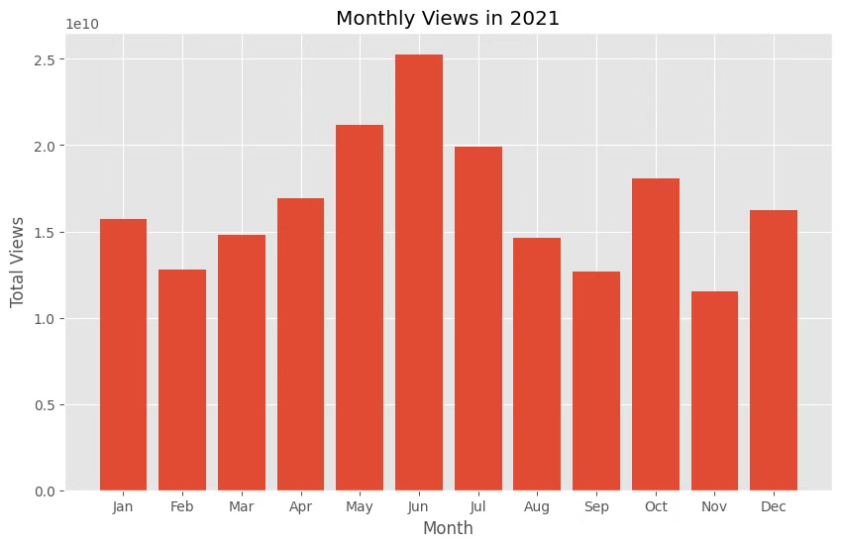 Monthly Views in 2021
1e10
2.5
2.0
1.5
1.0
0.5
0.0
Total Views
Jan Feb Mar Apr May Jun Jul Aug Sep Oct Nov Dec
Month